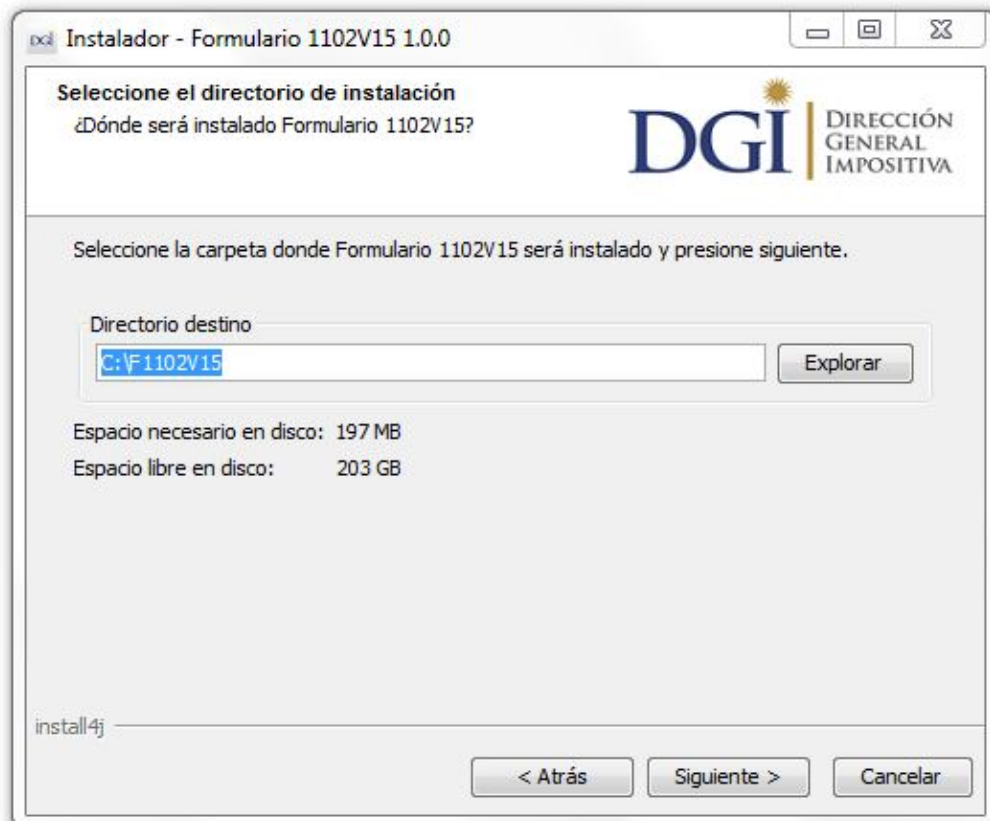 DGI Instalador - Formulario 1102V15 1.0.0
Seleccione el directorio de instalación
¿Dónde será instalado Formulario 1102V15?
DGI
DIRECCIÓN
GENERAL
IMPOSITIVA
Seleccione la carpeta donde Formulario 1102V15 será instalado y presione siguiente.
Directorio destino
C:\F1102V15
Explorar
Espacio necesario en disco: 197 MB
Espacio libre en disco: 203 GB
install4j
< Atrás
Siguiente >
Cancelar